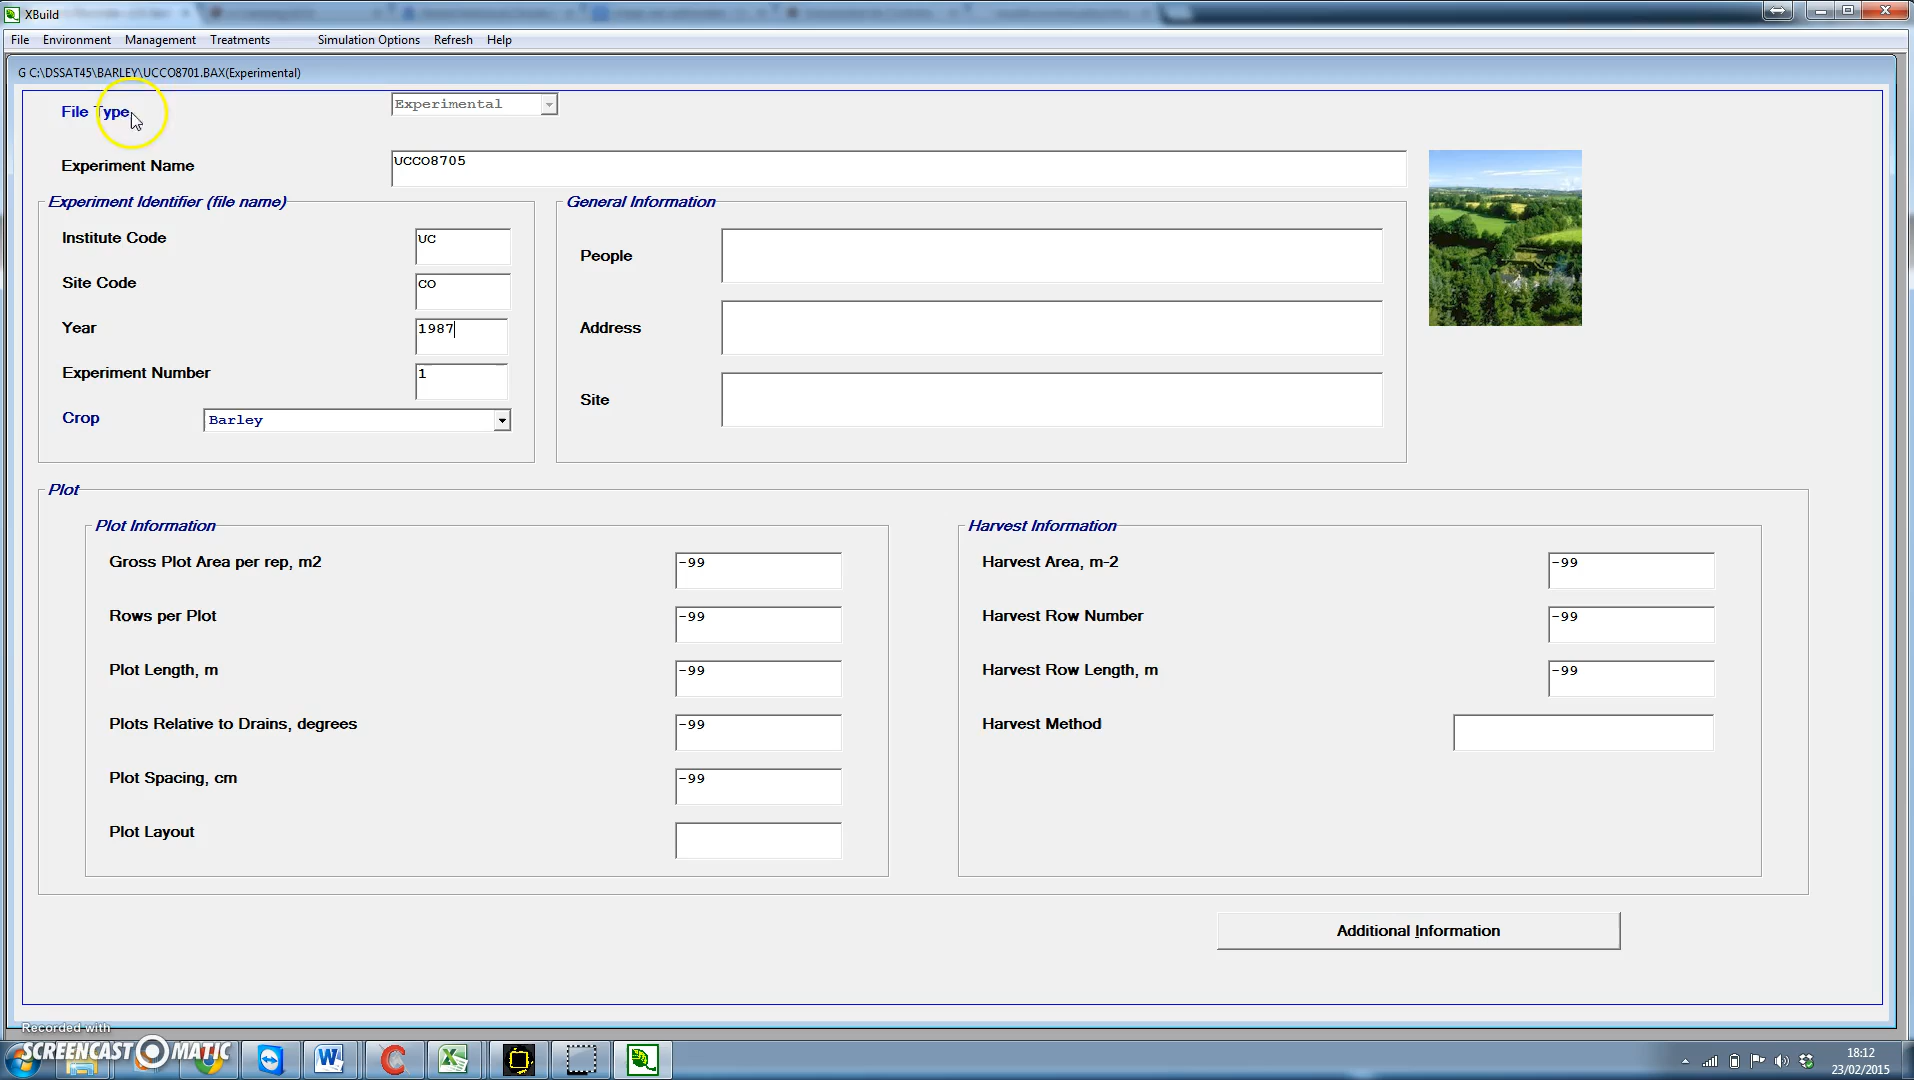 XBuild
File Environment Management Treatments Simulation Options Refresh Help
G C:\DSSAT45\BARLEY\UCCO8701.BAX(Experimental)
File Type Experimental
Experiment Name UCCO8705
Experiment Identifier (file name) General Information
Institute Code UC
People
Site Code CO
Year 1987
Address
Experiment Number 1
Site
Crop Barley
Plot
Plot Information Harvest Information
Gross Plot Area per rep, m2 -99 Harvest Area, m-2 -99
Rows per Plot -99 Harvest Row Number -99
Plot Length, m -99 Harvest Row Length, m -99
Plots Relative to Drains, degrees -99 Harvest Method
Plot Spacing, cm -99
Plot Layout
Additional Information
Recorded with
SCREENCAST MATIC
18:12
23/02/2015